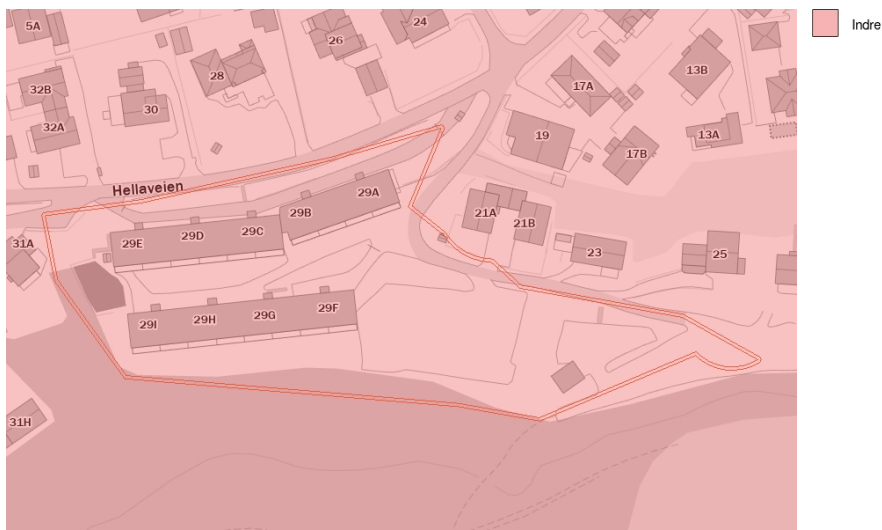 5A
24
26
Indre
32B
28
17A
13B
30
32A
19
13A
17B
Hellaveien
29A
29B
21A
21B
29E
29D
29C
31A
23
25
29I
29H
29G
29F
31H